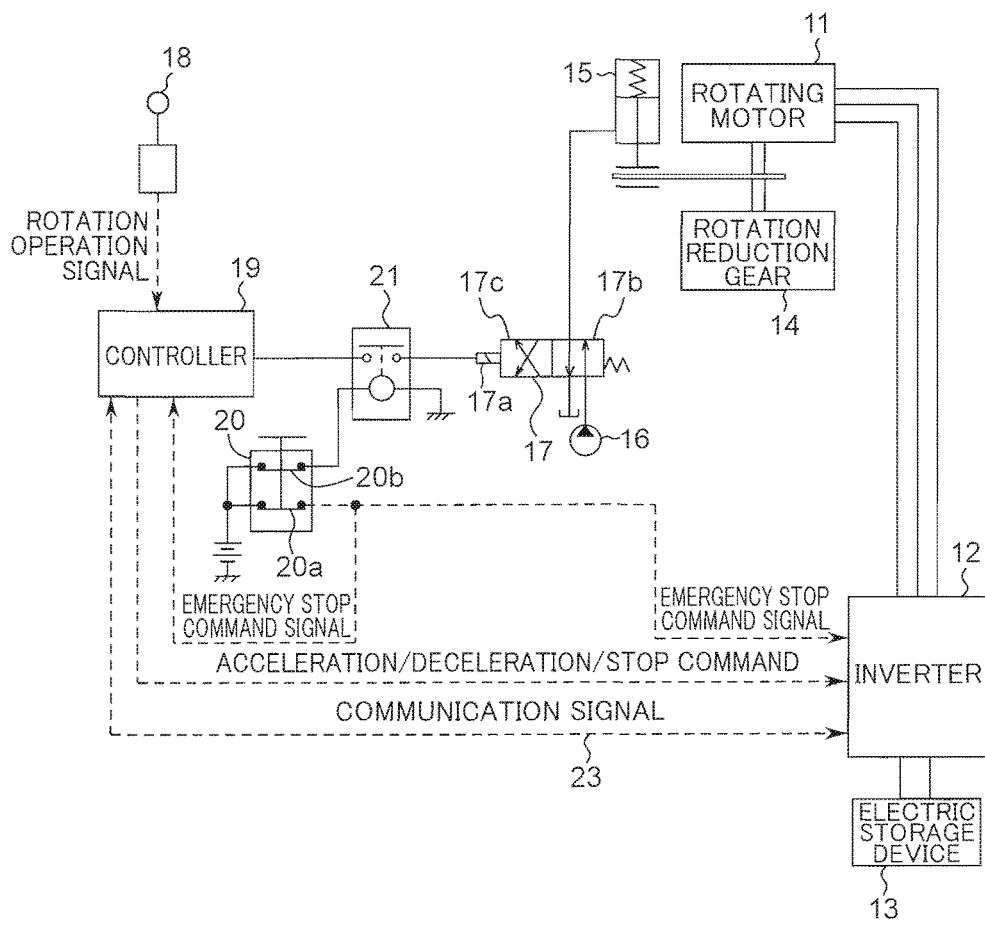 18
15
11
ROTATING
MOTOR
ROTATION
OPERATION
SIGNAL
ROTATION
REDUCTION
GEAR
14
19
CONTROLLER
21
17c
17b
17a
17
16
20
20b
20a
12
EMERGENCY STOP
COMMAND SIGNAL
EMERGENCY STOP
COMMAND SIGNAL
ACCELERATION/DECELERATION/STOP COMMAND
INVERTER
COMMUNICATION SIGNAL
23
ELECTRIC
STORAGE
DEVICE
13